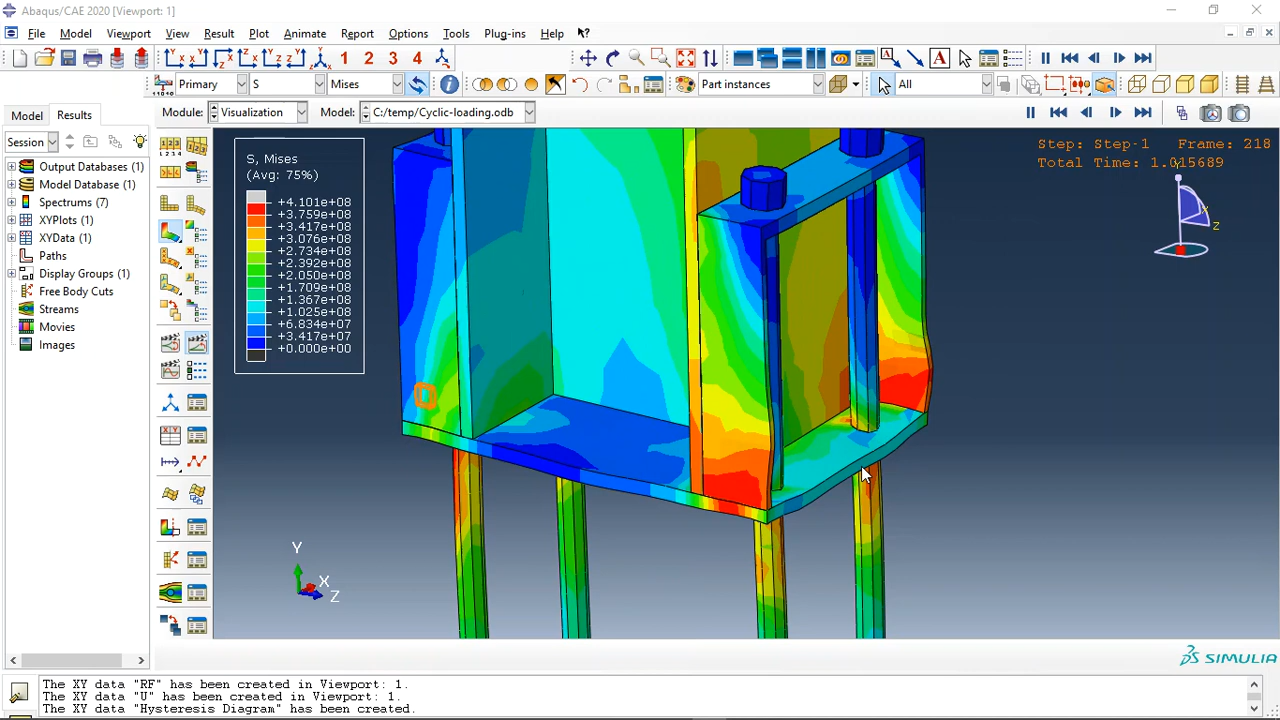 Abaqus/CAE 2020 [Viewport: 1]
File Model Viewport View Result Plot Animate Report Options Tools Plug-ins Help
1 2 3 4
Primary S Mises Part instances All
Model Results Module: Visualization Model: C:/temp/Cyclic-loading.odb
Session
Output Databases (1)
Model Database (1)
Spectrums (7)
XYPlots (1)
XYData (1)
Paths
Display Groups (1)
Free Body Cuts
Streams
Movies
Images
S, Mises
(Avg: 75%)
+4.101e+08
+3.759e+08
+3.417e+08
+3.076e+08
+2.734e+08
+2.392e+08
+2.050e+08
+1.709e+08
+1.367e+08
+1.025e+08
+6.834e+07
+3.417e+07
+0.000e+00
Step: Step-1 Frame: 218
Total Time: 1.015689
Y
Z
Y
X
Z
SIMULIA
The XY data "RF" has been created in Viewport: 1.
The XY data "U" has been created in Viewport: 1.
The XY data "Hysteresis Diagram" has been created.